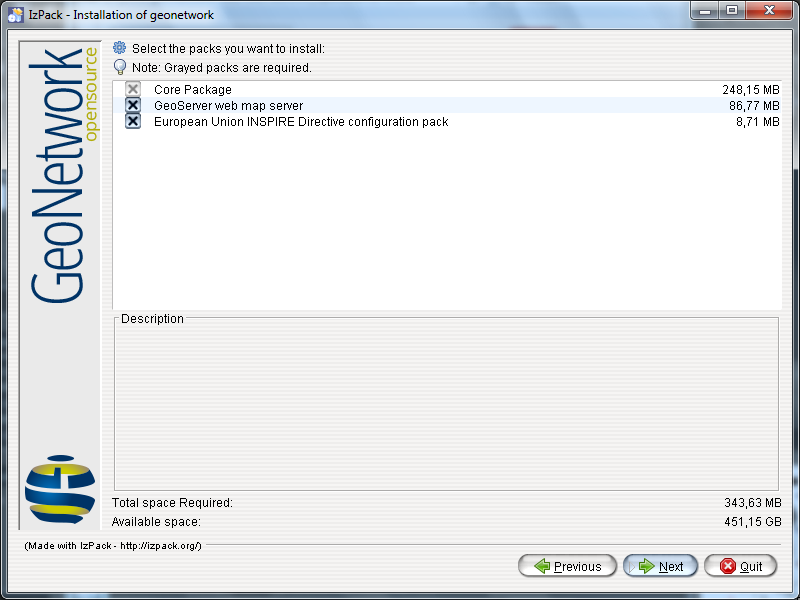 IzPack - Installation of geonetwork
GeoNetwork
opensource
Select the packs you want to install:
Note: Grayed packs are required.
Core Package 248,15 MB
GeoServer web map server 86,77 MB
European Union INSPIRE Directive configuration pack 8,71 MB
Description
Total space Required: 343,63 MB
Available space: 451,15 GB
(Made with IzPack - http://izpack.org/)
Previous Next Quit